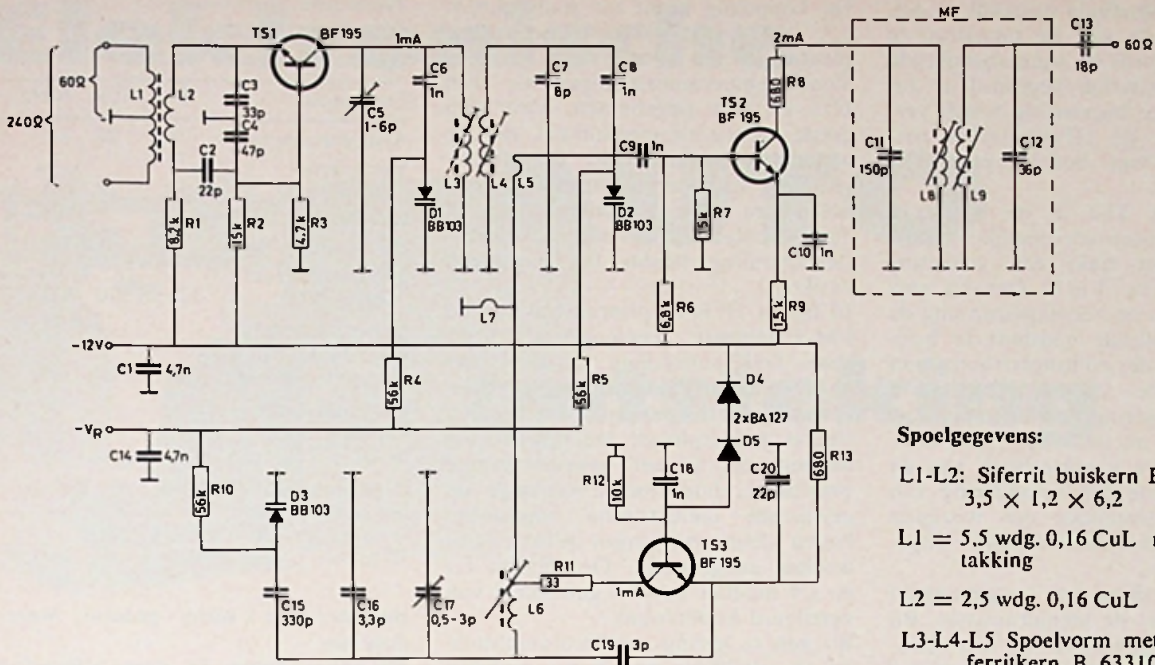 MF
C13
60Ω
18p
TS1
BF195
1mA
2mA
R8
680
60Ω
240Ω
L1
L2
C3
33p
C4
47p
C5
1-6p
C6
1n
C7
8p
C8
1n
TS2
BF 195
C11
150p
C12
36p
L8
L9
C2
22p
L3
L4
L5
C9
1n
R7
15k
D1
BB103
D2
BB103
C10
1n
R1
8,2k
R2
15k
R3
4,7k
L7
R6
6,8k
R9
1,5k
-12V
C1
4,7n
R4
56k
R5
56k
D4
2xBA127
D5
-VR
C14
4,7n
R10
56k
D3
BB103
R12
10k
C18
1n
C20
22p
R13
680
TS3
BF 195
R11
33
1mA
C15
330p
C16
3,3p
C17
0,5-3p
L6
C19
3p
Spoelgegevens:
L1-L2: Siferrit buiskern
3,5 × 1,2 × 6,2
L1 = 5,5 wdg. 0,16 CuL
takking
L2 = 2,5 wdg. 0,16 CuL
L3-L4-L5 Spoelvorm met
ferritkern B 63310